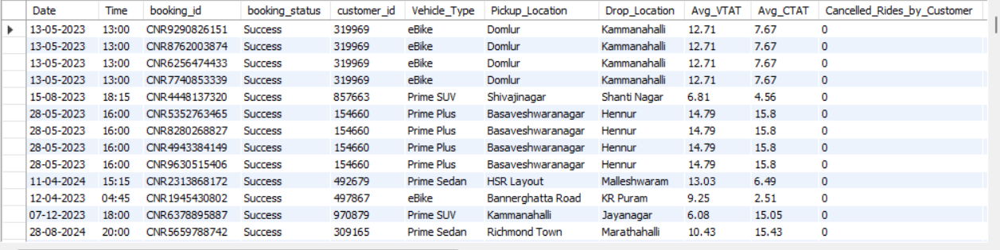 Date Time booking_id booking_status customer_id Vehicle_Type Pickup_Location Drop_Location Avg_VTAT Avg_CTAT Cancelled_Rides_by_Customer
13-05-2023 13:00 CNR9290826151 Success 319969 eBike Domlur Kammanahalli 12.71 7.67 0
13-05-2023 13:00 CNR8762003874 Success 319969 eBike Domlur Kammanahalli 12.71 7.67 0
13-05-2023 13:00 CNR6256474433 Success 319969 eBike Domlur Kammanahalli 12.71 7.67 0
13-05-2023 13:00 CNR7740853339 Success 319969 eBike Domlur Kammanahalli 12.71 7.67 0
15-08-2023 18:15 CNR4448137320 Success 857663 Prime SUV Shivajinagar Shanti Nagar 6.81 4.56 0
28-05-2023 16:00 CNR5352763465 Success 154660 Prime Plus Basaveshwaranagar Hennur 14.79 15.8 0
28-05-2023 16:00 CNR8280268827 Success 154660 Prime Plus Basaveshwaranagar Hennur 14.79 15.8 0
28-05-2023 16:00 CNR4943384149 Success 154660 Prime Plus Basaveshwaranagar Hennur 14.79 15.8 0
28-05-2023 16:00 CNR9630515406 Success 154660 Prime Plus Basaveshwaranagar Hennur 14.79 15.8 0
11-04-2024 15:15 CNR2313868172 Success 492679 Prime Sedan HSR Layout Malleshwaram 13.03 6.49 0
12-04-2023 04:45 CNR1945430802 Success 497867 eBike Bannerghatta Road KR Puram 9.25 2.51 0
07-12-2023 18:00 CNR6378895887 Success 970879 Prime SUV Kammanahalli Jayanagar 6.08 15.05 0
28-08-2024 20:00 CNR5659788742 Success 309165 Prime Sedan Richmond Town Marathahalli 10.43 15.43 0